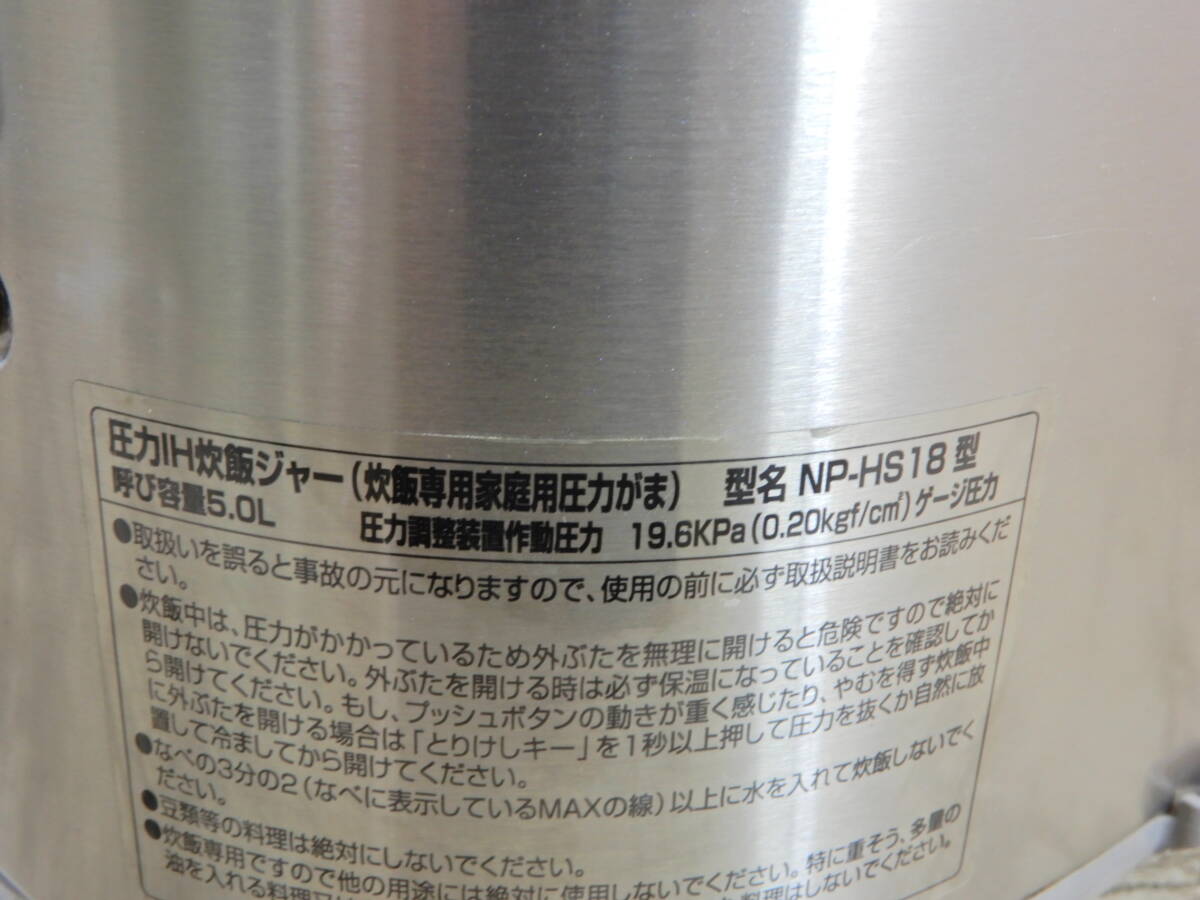 圧力IH炊飯ジャー(炊飯専用家庭用圧力がま) 型名 NP-HS18 型
呼び容量5.0L 圧力調整装置作動圧力 19.6KPa(0.20kgf/c㎡)ゲージ圧力
●取扱いを誤ると事故の元になりますので、使用の前に必ず取扱説明書をお読みくだ
さい。
●炊飯中は、圧力がかかっているため外ぶたを無理に開けると危険ですので絶対に
開けないでください。外ぶたを開ける時は必ず保温になっていることを確認してか
ら開けてください。もし、プッシュボタンの動きが重く感じたり、やむを得ず炊飯中
に外ぶたを開ける場合は「とりけしキー」を1秒以上押して圧力を抜くか自然に放
置して冷ましてから開けてください。
●なべの3分の2(なべに表示しているMAXの線)以上に水を入れて炊飯しないでく
ださい。
●豆類等の料理は絶対にしないでください。
●炊飯専用ですので他の用途には絶対に使用しないでください。特に重そう、多量の
油を入れる料理又は 料理はしないでください。